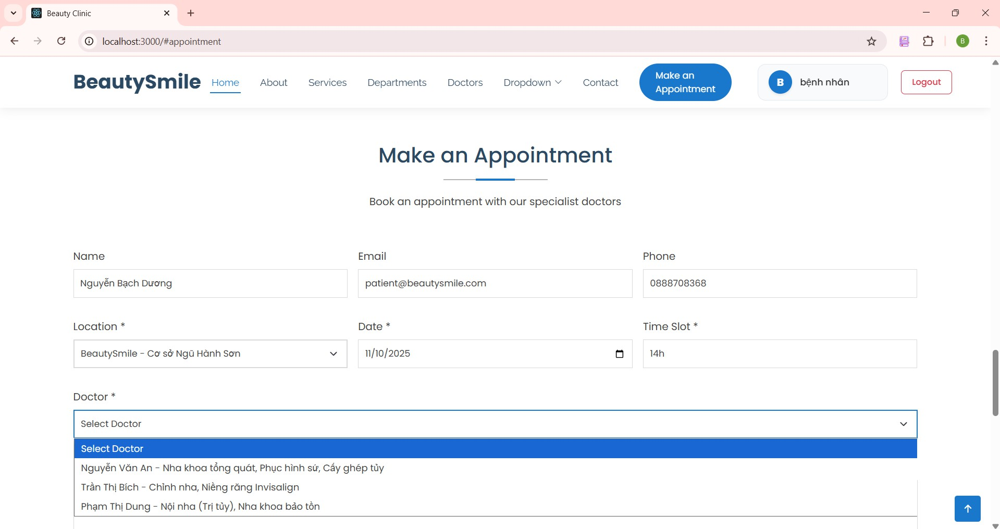 Beauty Clinic
localhost:3000/#appointment
B
BeautySmile
Home
About
Services
Departments
Doctors
Dropdown
Contact
Make an
Appointment
B
bệnh nhân
Logout
Make an Appointment
Book an appointment with our specialist doctors
Name
Email
Phone
Nguyễn Bạch Dương
patient@beautysmile.com
0888708368
Location *
Date *
Time Slot *
BeautySmile - Cơ sở Ngũ Hành Sơn
11/10/2025
14h
Doctor *
Select Doctor
Select Doctor
Nguyễn Văn An - Nha khoa tổng quát, Phục hình sứ, Cấy ghép tủy
Trần Thị Bích - Chỉnh nha, Niềng răng Invisalign
Phạm Thị Dung - Nội nha (Trị tủy), Nha khoa bảo tồn